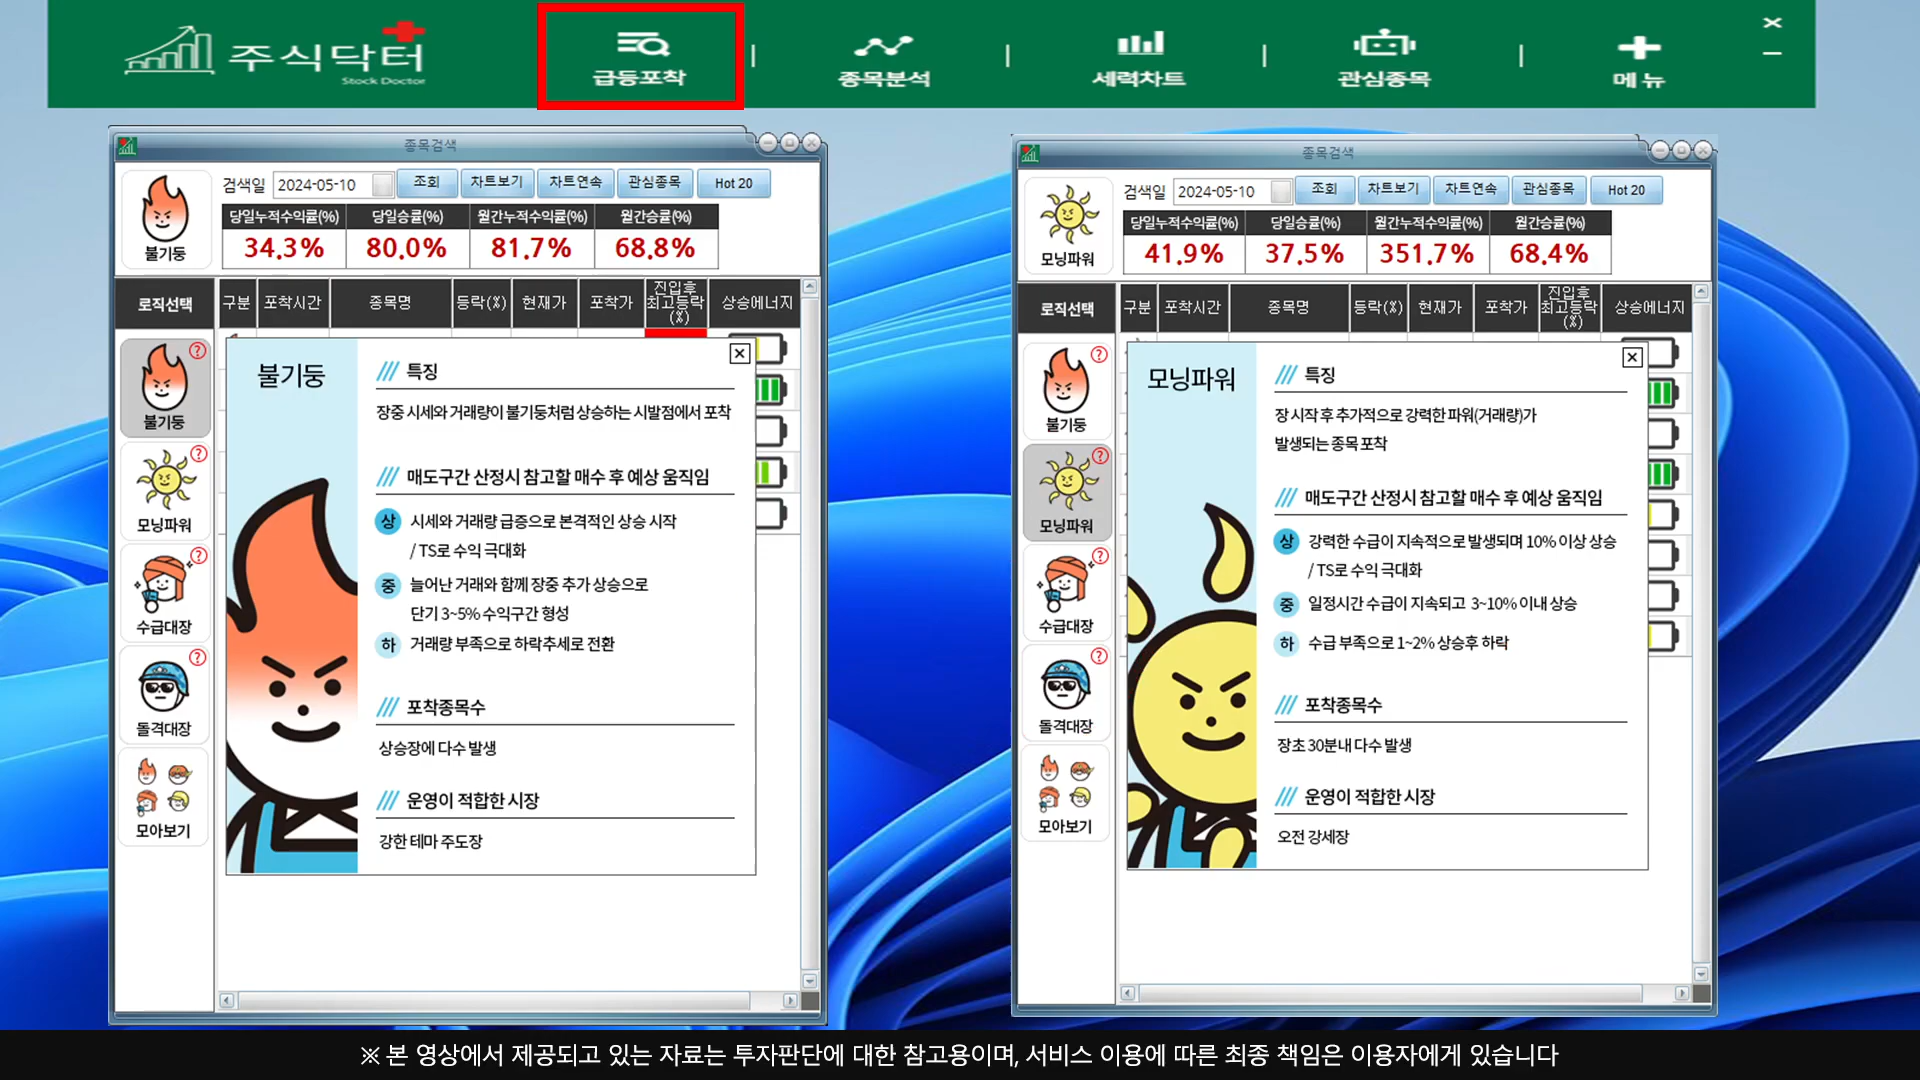 주식닥터
Stock Doctor
급등포착
종목분석
세력차트
관심종목
메뉴
종목검색
불기둥
검색일
2024-05-10
조회
차트보기
차트연속
관심종목
Hot 20
당일누적수익률(%) 당일승률(%) 월간누적수익률(%) 월간승률(%)
34.3% 80.0% 81.7% 68.8%
로직선택
구분 포착시간 종목명 등락(%) 현재가 포착가 진입후 최고등락 (%) 상승에너지
불기둥
모닝파워
수급대장
돌격대장
모아보기
불기둥
/// 특징
장중 시세와 거래량이 불기둥처럼 상승하는 시발점에서 포착
/// 매도구간 산정시 참고할 매수 후 예상 움직임
상 시세와 거래량 급증으로 본격적인 상승 시작
/ TS로 수익 극대화
중 늘어난 거래와 함께 장중 추가 상승으로
단기 3~5% 수익구간 형성
하 거래량 부족으로 하락추세로 전환
/// 포착종목수
상승장에 다수 발생
/// 운영이 적합한 시장
강한 테마 주도장
종목검색
모닝파워
검색일
2024-05-10
조회
차트보기
차트연속
관심종목
Hot 20
당일누적수익률(%) 당일승률(%) 월간누적수익률(%) 월간승률(%)
41.9% 37.5% 351.7% 68.4%
로직선택
구분 포착시간 종목명 등락(%) 현재가 포착가 진입후 최고등락 (%) 상승에너지
불기둥
모닝파워
수급대장
돌격대장
모아보기
모닝파워
/// 특징
장 시작 후 추가적으로 강력한 파워(거래량)가
발생되는 종목 포착
/// 매도구간 산정시 참고할 매수 후 예상 움직임
상 강력한 수급이 지속적으로 발생되며 10% 이상 상승
/ TS로 수익 극대화
중 일정시간 수급이 지속되고 3~10% 이내 상승
하 수급 부족으로 1~2% 상승후 하락
/// 포착종목수
장초 30분내 다수 발생
/// 운영이 적합한 시장
오전 강세장
※ 본 영상에서 제공되고 있는 자료는 투자판단에 대한 참고용이며, 서비스 이용에 따른 최종 책임은 이용자에게 있습니다